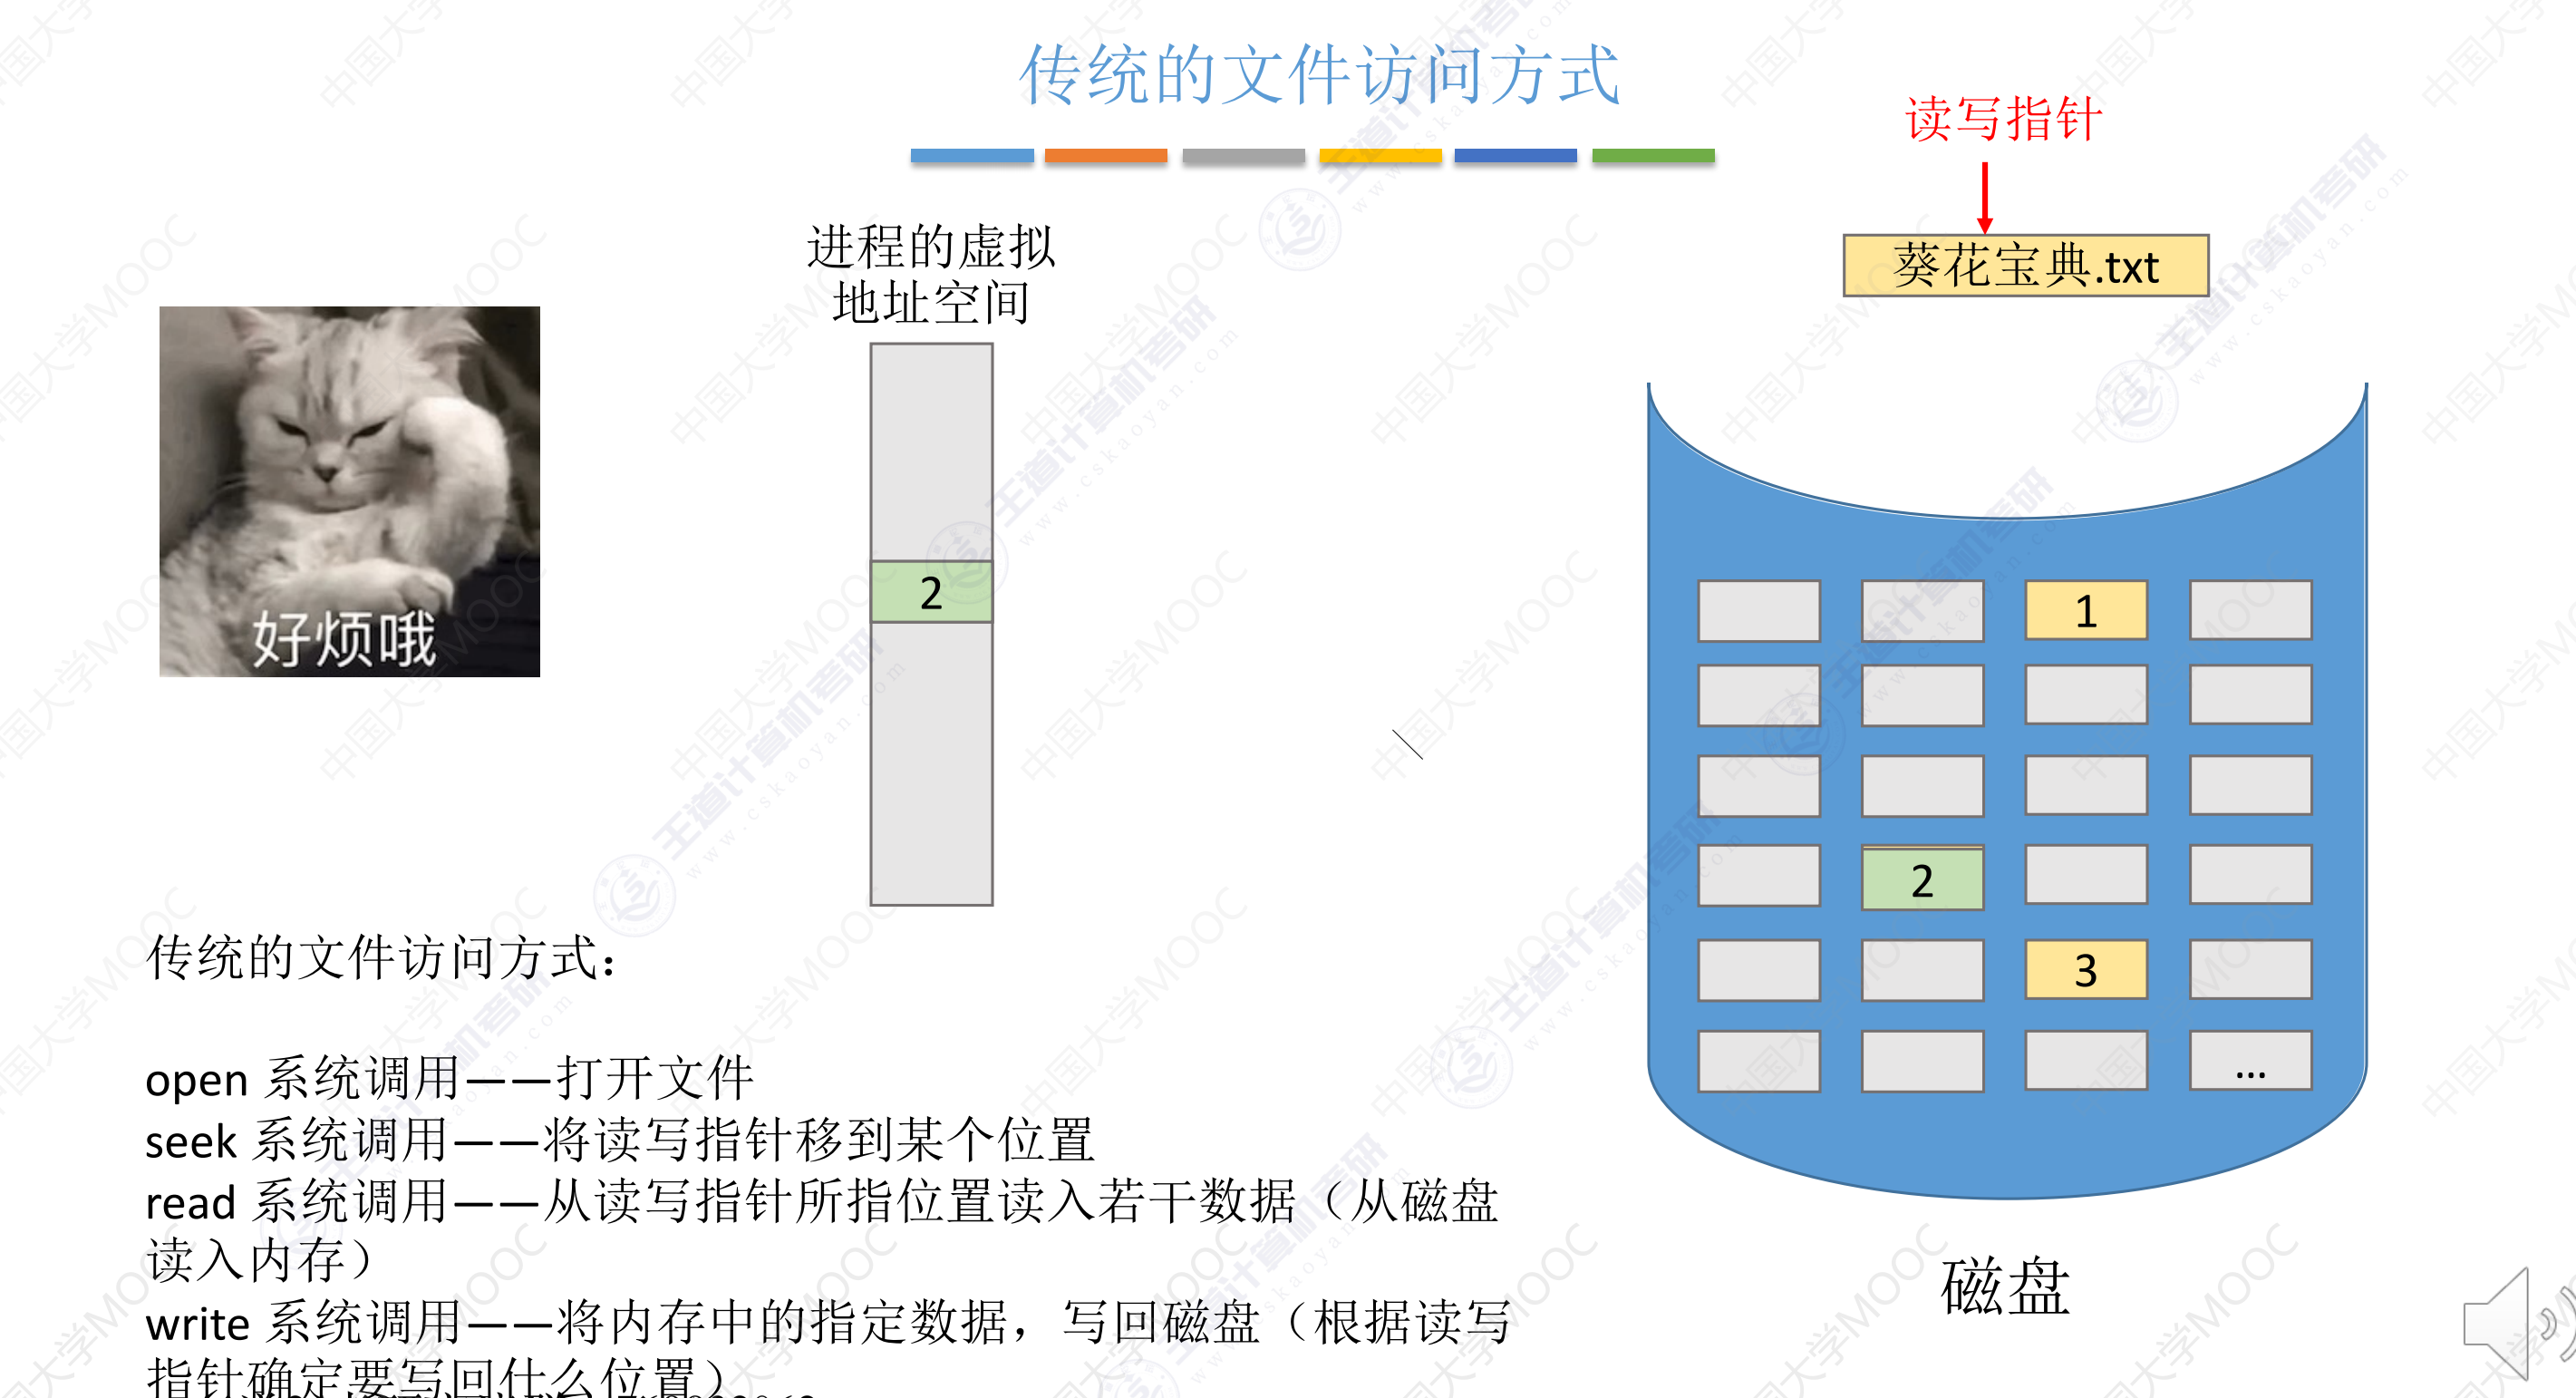 传统的文件访问方式
读写指针
葵花宝典.txt
进程的虚拟
地址空间
2
好烦哦
1
2
3
...
磁盘
传统的文件访问方式：
open 系统调用——打开文件
seek 系统调用——将读写指针移到某个位置
read 系统调用——从读写指针所指位置读入若干数据（从磁盘
读入内存）
write 系统调用——将内存中的指定数据，写回磁盘（根据读写
指针确定要写回什么位置）
中国大学MOOC
王道计算机考研
www.cskaoyan.com